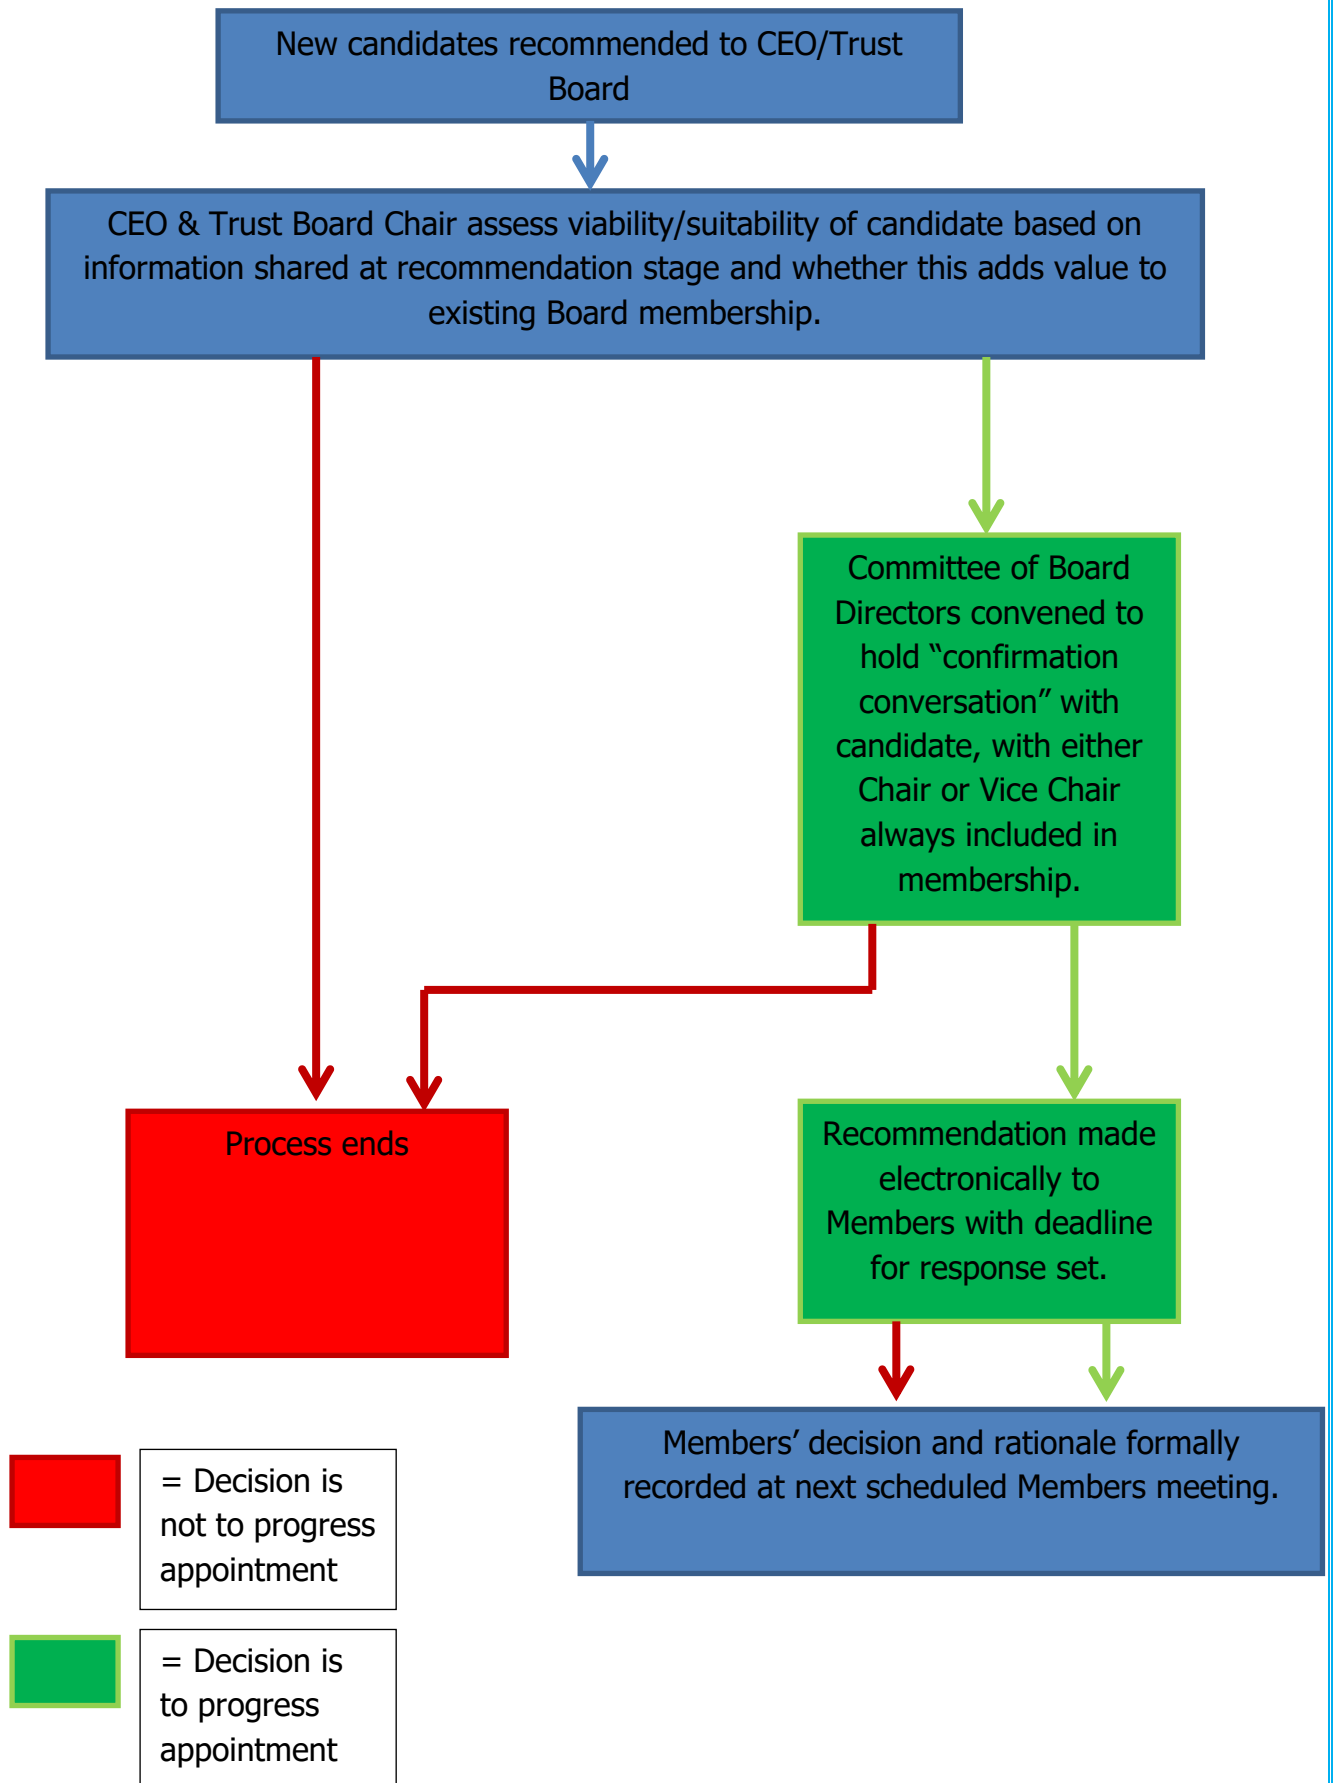 New candidates recommended to CEO/Trust
Board
CEO & Trust Board Chair assess viability/suitability of candidate based on
information shared at recommendation stage and whether this adds value to
existing Board membership.
Committee of Board
Directors convened to
hold “confirmation
conversation” with
candidate, with either
Chair or Vice Chair
always included in
membership.
Process ends
Recommendation made
electronically to
Members with deadline
for response set.
Members’ decision and rationale formally
recorded at next scheduled Members meeting.
= Decision is
not to progress
appointment
= Decision is
to progress
appointment